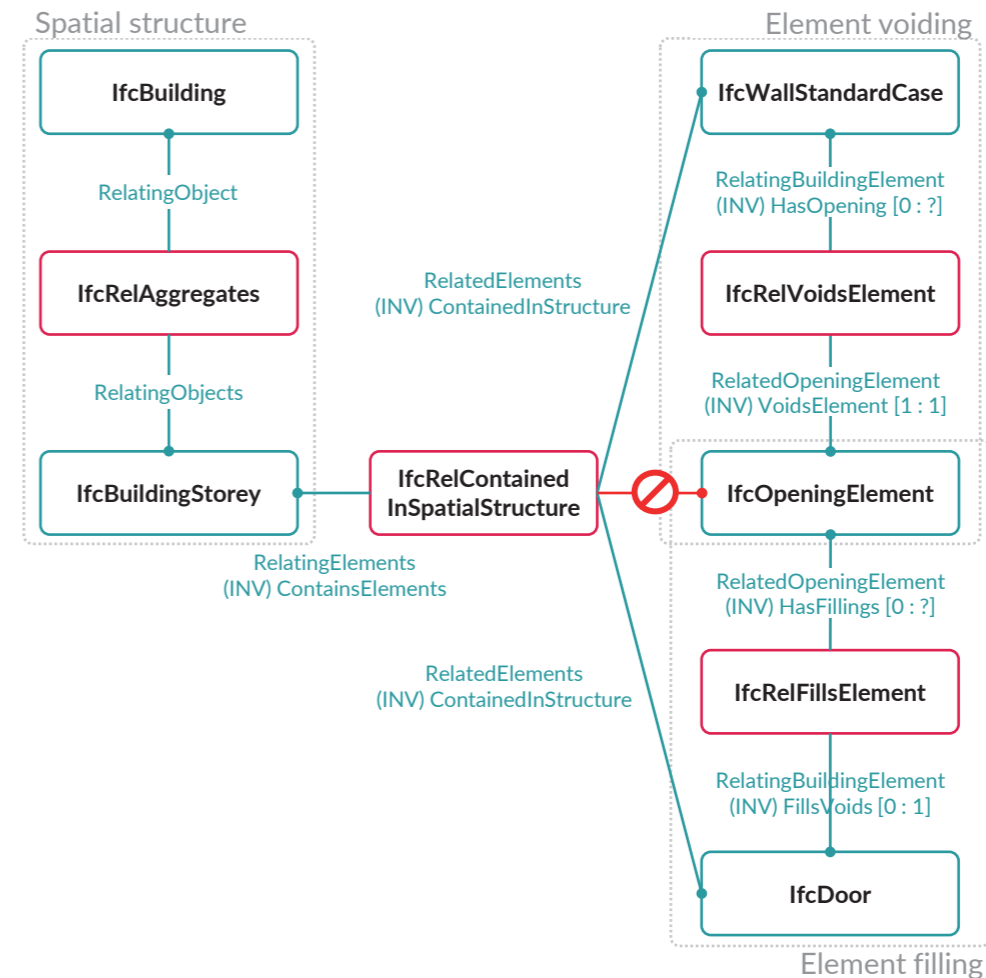 Spatial structure
IfcBuilding
RelatingObject
IfcRelAggregates
RelatingObjects
IfcBuildingStorey
RelatingElements
(INV) ContainsElements
IfcRelContained
InSpatialStructure
RelatedElements
(INV) ContainedInStructure
RelatedElements
(INV) ContainedInStructure
Element voiding
IfcWallStandardCase
RelatingBuildingElement
(INV) HasOpening [0 : ?]
IfcRelVoidsElement
RelatedOpeningElement
(INV) VoidsElement [1 : 1]
IfcOpeningElement
RelatedOpeningElement
(INV) HasFillings [0 : ?]
IfcRelFillsElement
RelatingBuildingElement
(INV) FillsVoids [0 : 1]
IfcDoor
Element filling